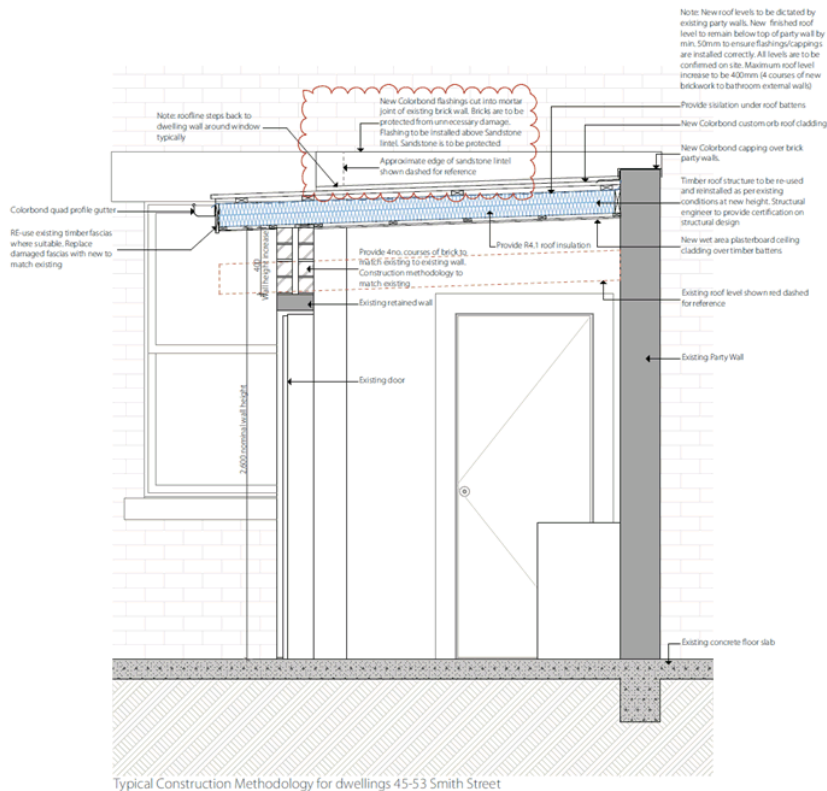 Note: New roof levels to be dictated by
existing party walls. New finished roof
level to remain below top of party wall by
min. 50mm to ensure flashings/cappings
are installed correctly. All levels are to be
confirmed on site. Maximum roof level
increase to be 400mm (4 courses of new
brickwork to bathroom external walls)
New Colorbond flashings cut into mortar
joint of existing brick wall. Bricks are to be
protected from unnecessary damage.
Flashing to be installed above Sandstone
lintel. Sandstone is to be protected
Note: roofline steps back to
dwelling wall around window
typically
Provide sisilation under roof battens
New Colorbond custom orb roof cladding
New Colorbond capping over brick
party walls.
Approximate edge of sandstone lintel
shown dashed for reference
Timber roof structure to be re-used
and reinstalled as per existing
conditions at new height. Structural
engineer to provide certification on
structural design
Colorbond quad profile gutter
RE-use existing timber fascias
where suitable. Replace
damaged fascias with new to
match existing
Provide R4.1 roof insulation
New wet area plasterboard ceiling
cladding over timber battens
400
Wall height increase
Provide 4no. courses of brick to
match existing to existing wall.
Construction methodology to
match existing
Existing retained wall
Existing roof level shown red dashed
for reference
Existing Party Wall
Existing door
2,600 nominal wall height
Existing concrete floor slab
Typical Construction Methodology for dwellings 45-53 Smith Street